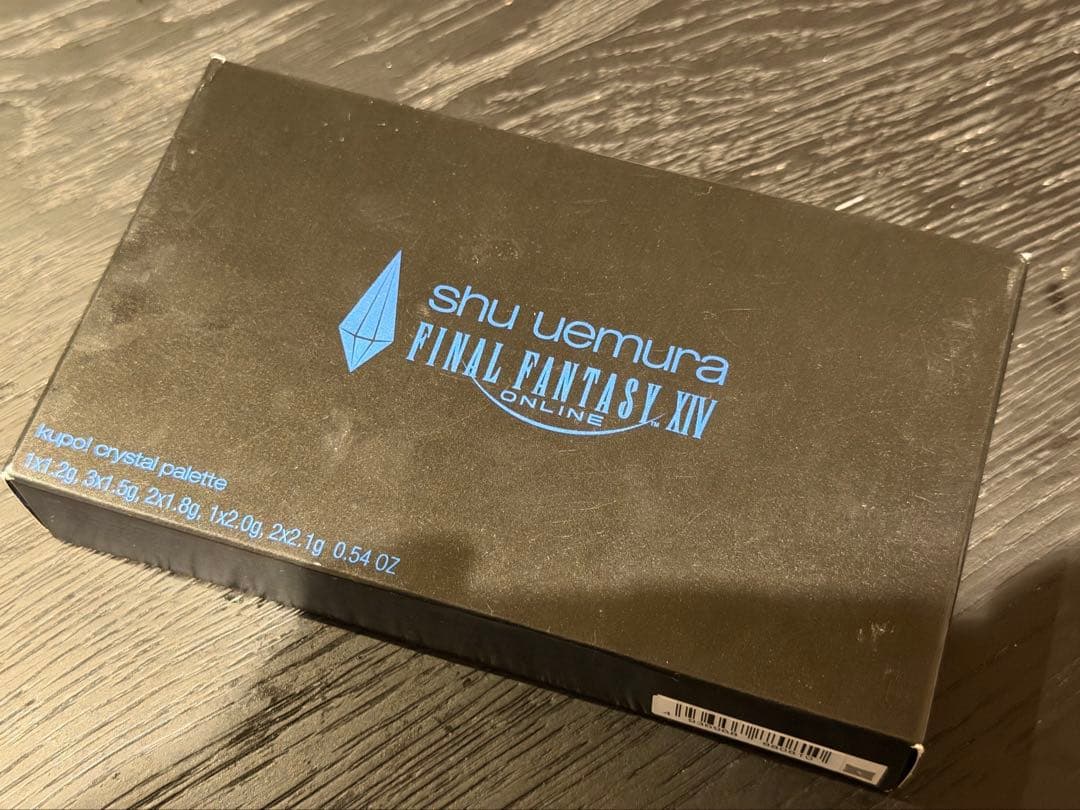 shu uemura
FINAL FANTASY XIV
ONLINE ™
kupo! crystal palette
1x1.2g, 3x1.5g, 2x1.8g, 1x2.0g, 2x2.1g 0.54 OZ